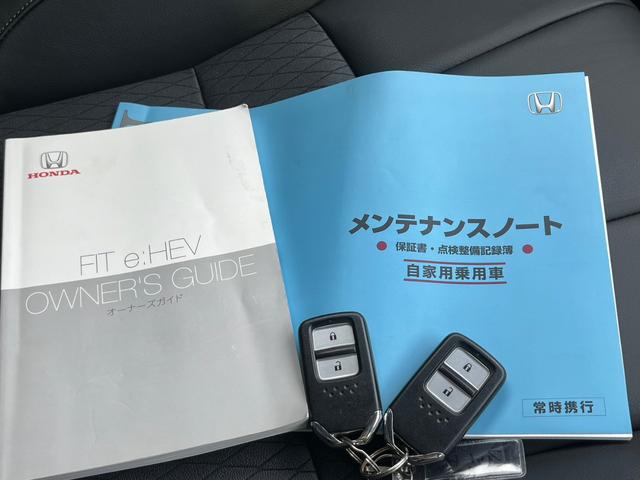 HONDA
FIT e:HEV
OWNER'S GUIDE
オーナーズガイド
メンテナンスノート
● 保証書・点検整備記録簿 ●
自家用乗用車
常時携行